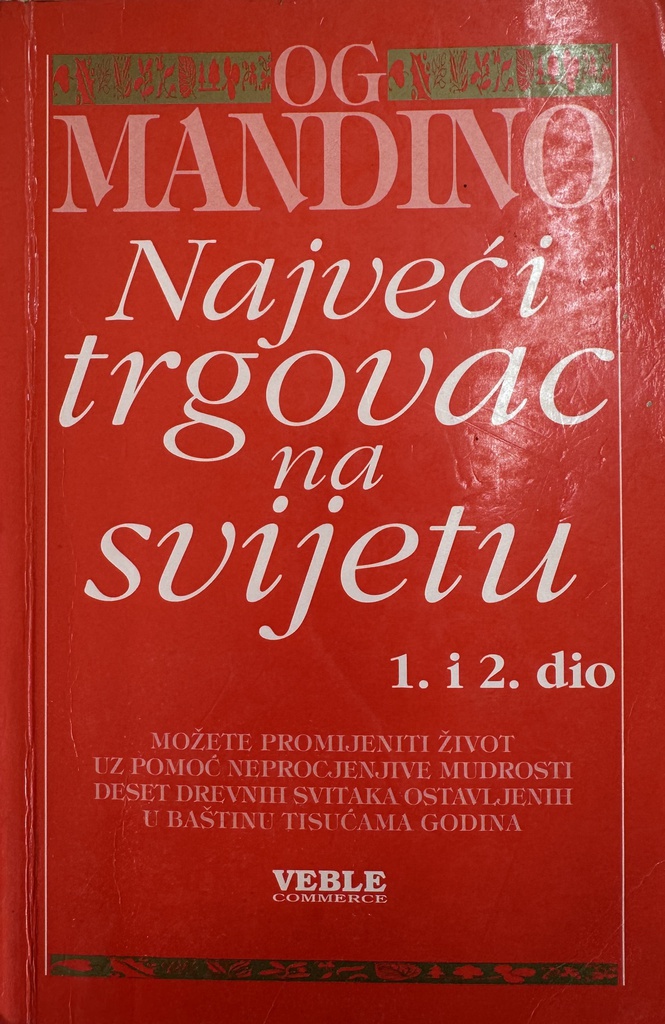 OG
MANDINO
Najveći
trgovac
na
svijetu
1. i 2. dio
MOŽETE PROMIJENITI ŽIVOT
UZ POMOĆ NEPROCJENJIVE MUDROSTI
DESET DREVNIH SVITAKA OSTAVLJENIH
U BAŠTINU TISUĆAMA GODINA
VEBLE
COMMERCE